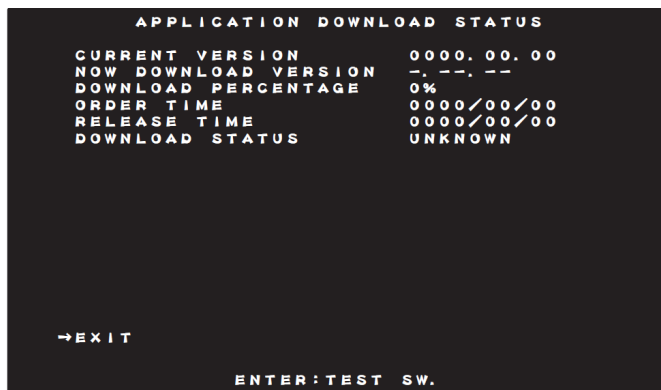 APPLICATION DOWNLOAD STATUS
CURRENT VERSION 0000.00.00
NOW DOWNLOAD VERSION -.--.--
DOWNLOAD PERCENTAGE 0%
ORDER TIME 0000/00/00
RELEASE TIME 0000/00/00
DOWNLOAD STATUS UNKNOWN
→EXIT
ENTER:TEST SW.